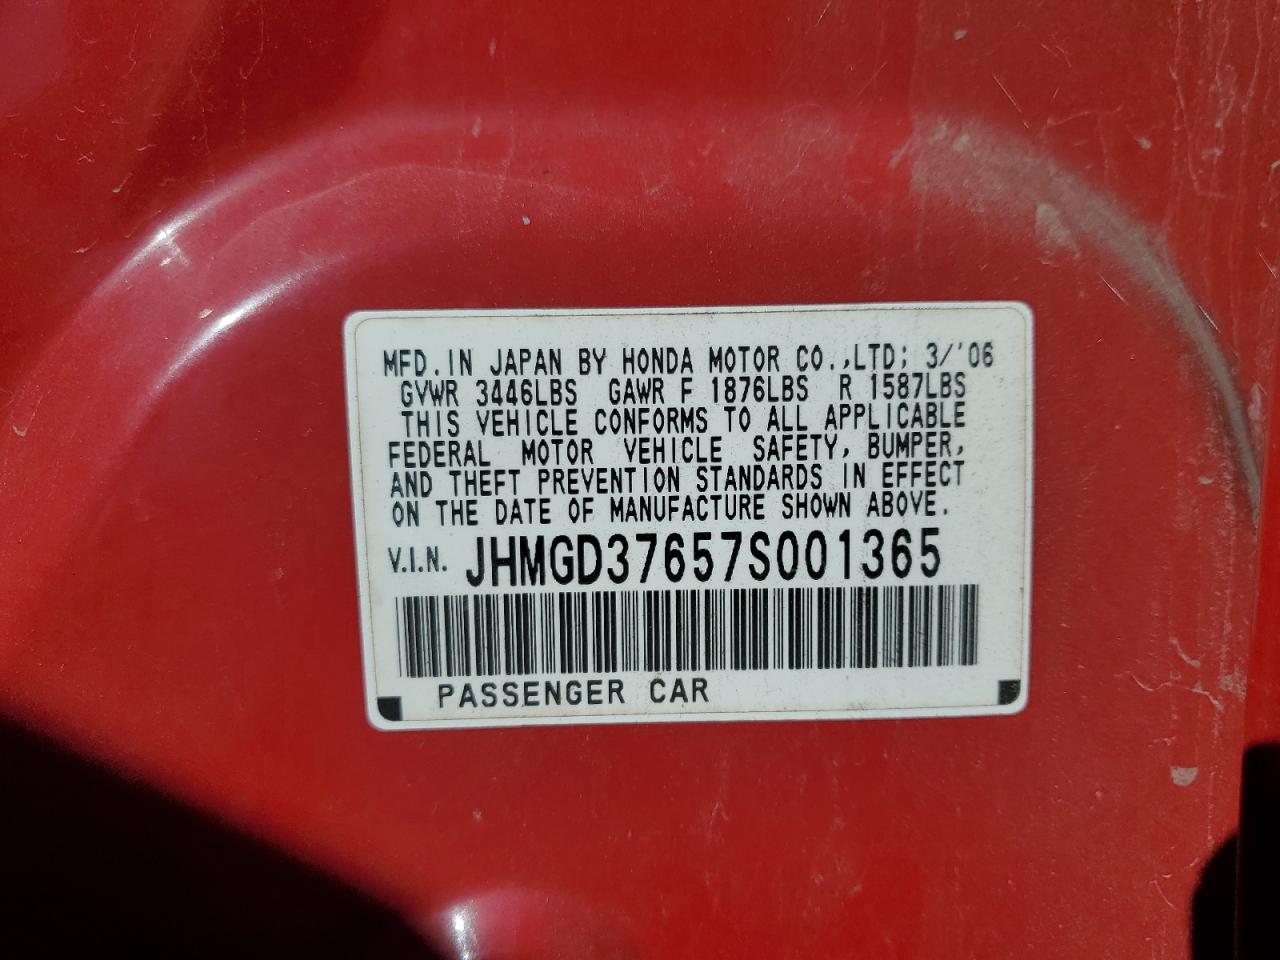 MFD.IN JAPAN BY HONDA MOTOR CO.,LTD; 3/'06
GVWR 3446LBS GAWR F 1876LBS R 1587LBS
THIS VEHICLE CONFORMS TO ALL APPLICABLE
FEDERAL MOTOR VEHICLE SAFETY, BUMPER,
AND THEFT PREVENTION STANDARDS IN EFFECT
ON THE DATE OF MANUFACTURE SHOWN ABOVE.
V.I.N. JHMGD37657S001365
PASSENGER CAR